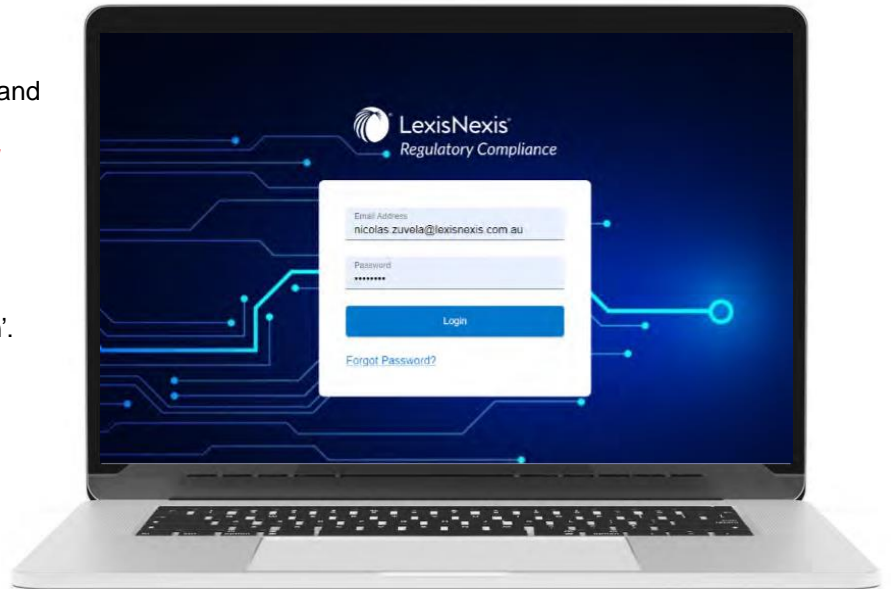 and
'.
LexisNexis®
Regulatory Compliance
Email Address
nicolas.zuvela@lexisnexis.com.au
Password
••••••••
Login
Forgot Password?